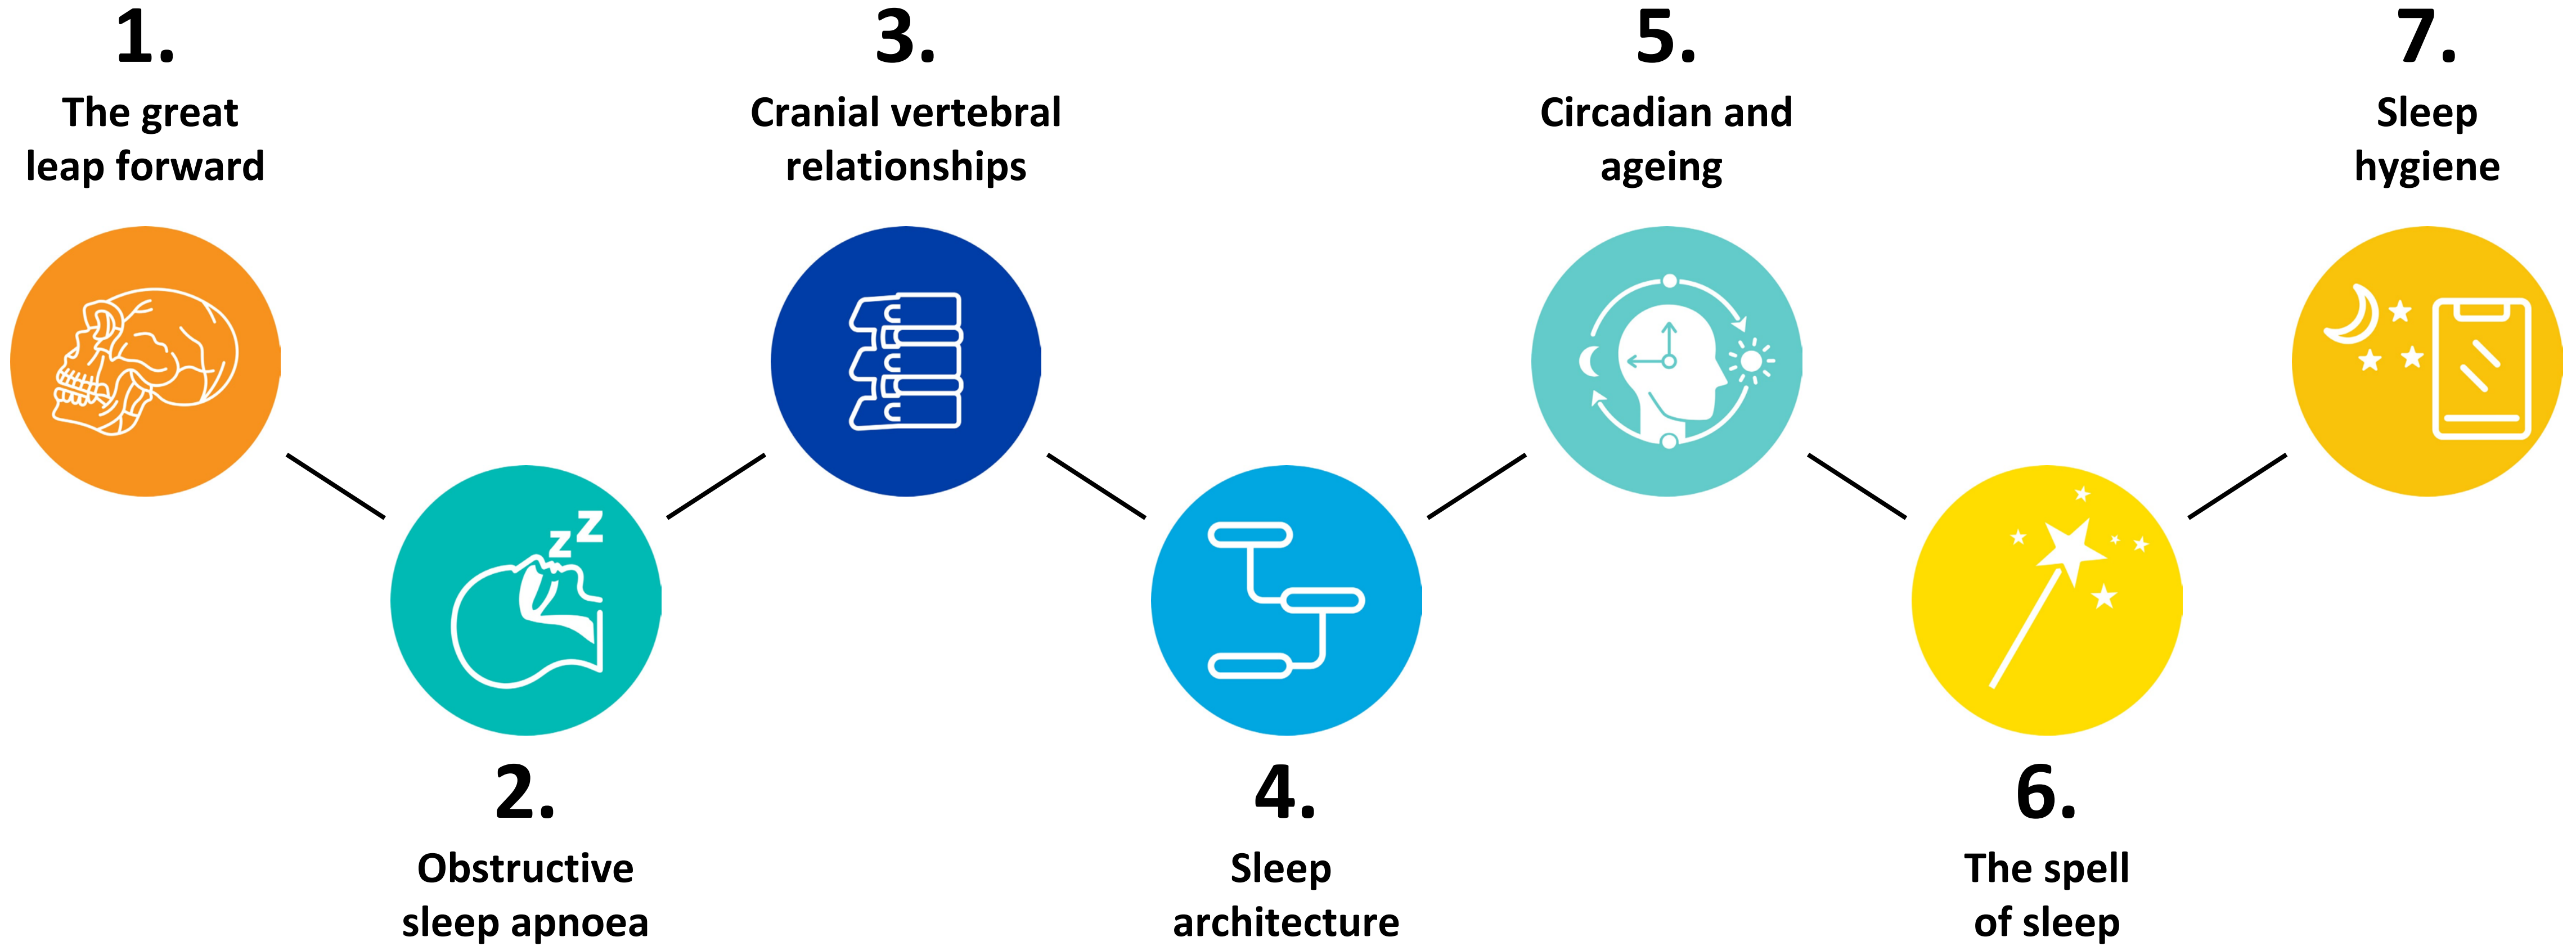 1.
The great
leap forward
2.
Obstructive
sleep apnoea
3.
Cranial vertebral
relationships
4.
Sleep
architecture
5.
Circadian and
ageing
6.
The spell
of sleep
7.
Sleep
hygiene
z Z